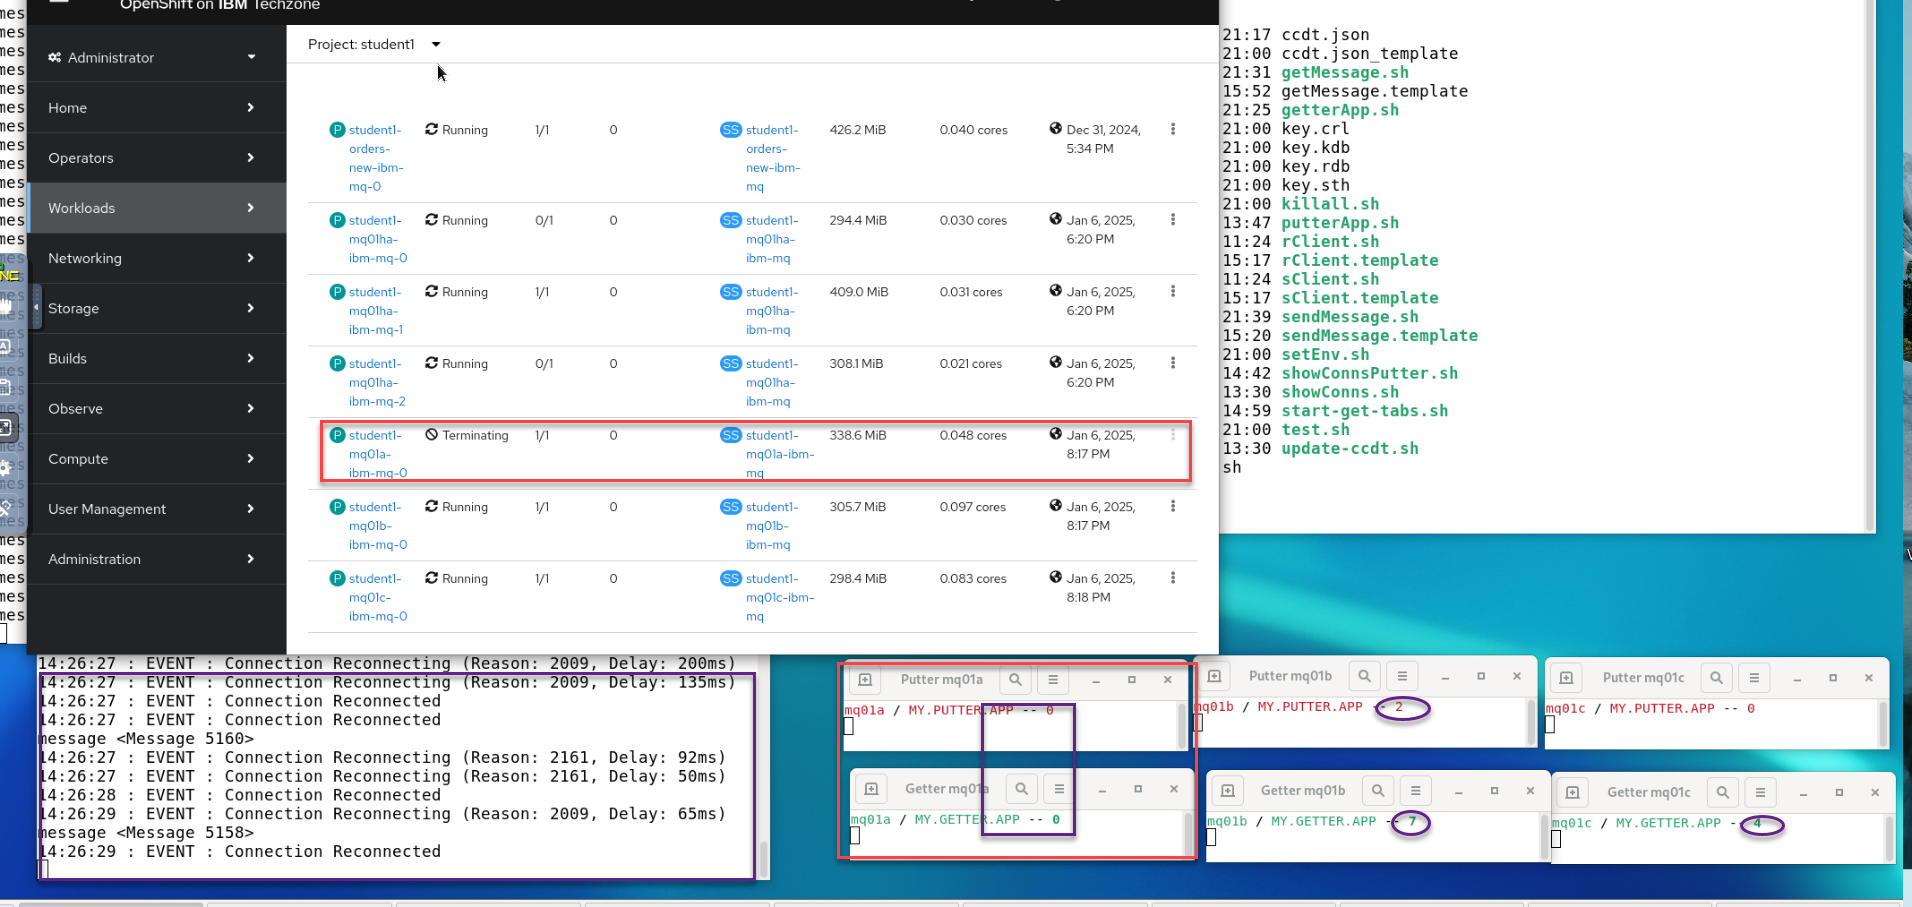 OpenShift on IBM Techzone
Administrator
Home
Operators
Workloads
Networking
Storage
Builds
Observe
Compute
User Management
Administration
Project: student1
P student1-orders-new-ibm-mq-0 Running 1/1 0 SS student1-orders-new-ibm-mq 426.2 MiB 0.040 cores Dec 31, 2024, 5:34 PM
P student1-mq01ha-ibm-mq-0 Running 0/1 0 SS student1-mq01ha-ibm-mq 294.4 MiB 0.030 cores Jan 6, 2025, 6:20 PM
P student1-mq01ha-ibm-mq-1 Running 1/1 0 SS student1-mq01ha-ibm-mq 409.0 MiB 0.031 cores Jan 6, 2025, 6:20 PM
P student1-mq01ha-ibm-mq-2 Running 0/1 0 SS student1-mq01ha-ibm-mq 308.1 MiB 0.021 cores Jan 6, 2025, 6:20 PM
P student1-mq01a-ibm-mq-0 Terminating 1/1 0 SS student1-mq01a-ibm-mq 338.6 MiB 0.048 cores Jan 6, 2025, 8:17 PM
P student1-mq01b-ibm-mq-0 Running 1/1 0 SS student1-mq01b-ibm-mq 305.7 MiB 0.097 cores Jan 6, 2025, 8:17 PM
P student1-mq01c-ibm-mq-0 Running 1/1 0 SS student1-mq01c-ibm-mq 298.4 MiB 0.083 cores Jan 6, 2025, 8:18 PM
21:17 ccdt.json
21:00 ccdt.json_template
21:31 getMessage.sh
15:52 getMessage.template
21:25 getterApp.sh
21:00 key.crl
21:00 key.kdb
21:00 key.rdb
21:00 key.sth
21:00 killall.sh
13:47 putterApp.sh
11:24 rClient.sh
15:17 rClient.template
11:24 sClient.sh
15:17 sClient.template
21:39 sendMessage.sh
15:20 sendMessage.template
21:00 setEnv.sh
14:42 showConnsPutter.sh
13:30 showConns.sh
14:59 start-get-tabs.sh
21:00 test.sh
13:30 update-ccdt.sh
sh
14:26:27 : EVENT : Connection Reconnecting (Reason: 2009, Delay: 200ms)
14:26:27 : EVENT : Connection Reconnecting (Reason: 2009, Delay: 135ms)
14:26:27 : EVENT : Connection Reconnected
14:26:27 : EVENT : Connection Reconnected
message <Message 5160>
14:26:27 : EVENT : Connection Reconnecting (Reason: 2161, Delay: 92ms)
14:26:27 : EVENT : Connection Reconnecting (Reason: 2161, Delay: 50ms)
14:26:28 : EVENT : Connection Reconnected
14:26:29 : EVENT : Connection Reconnecting (Reason: 2009, Delay: 65ms)
message <Message 5158>
14:26:29 : EVENT : Connection Reconnected
Putter mq01a
mq01a / MY.PUTTER.APP -- 0
Putter mq01b
mq01b / MY.PUTTER.APP -- 2
Putter mq01c
mq01c / MY.PUTTER.APP -- 0
Getter mq01a
mq01a / MY.GETTER.APP -- 0
Getter mq01b
mq01b / MY.GETTER.APP -- 7
Getter mq01c
mq01c / MY.GETTER.APP -- 4